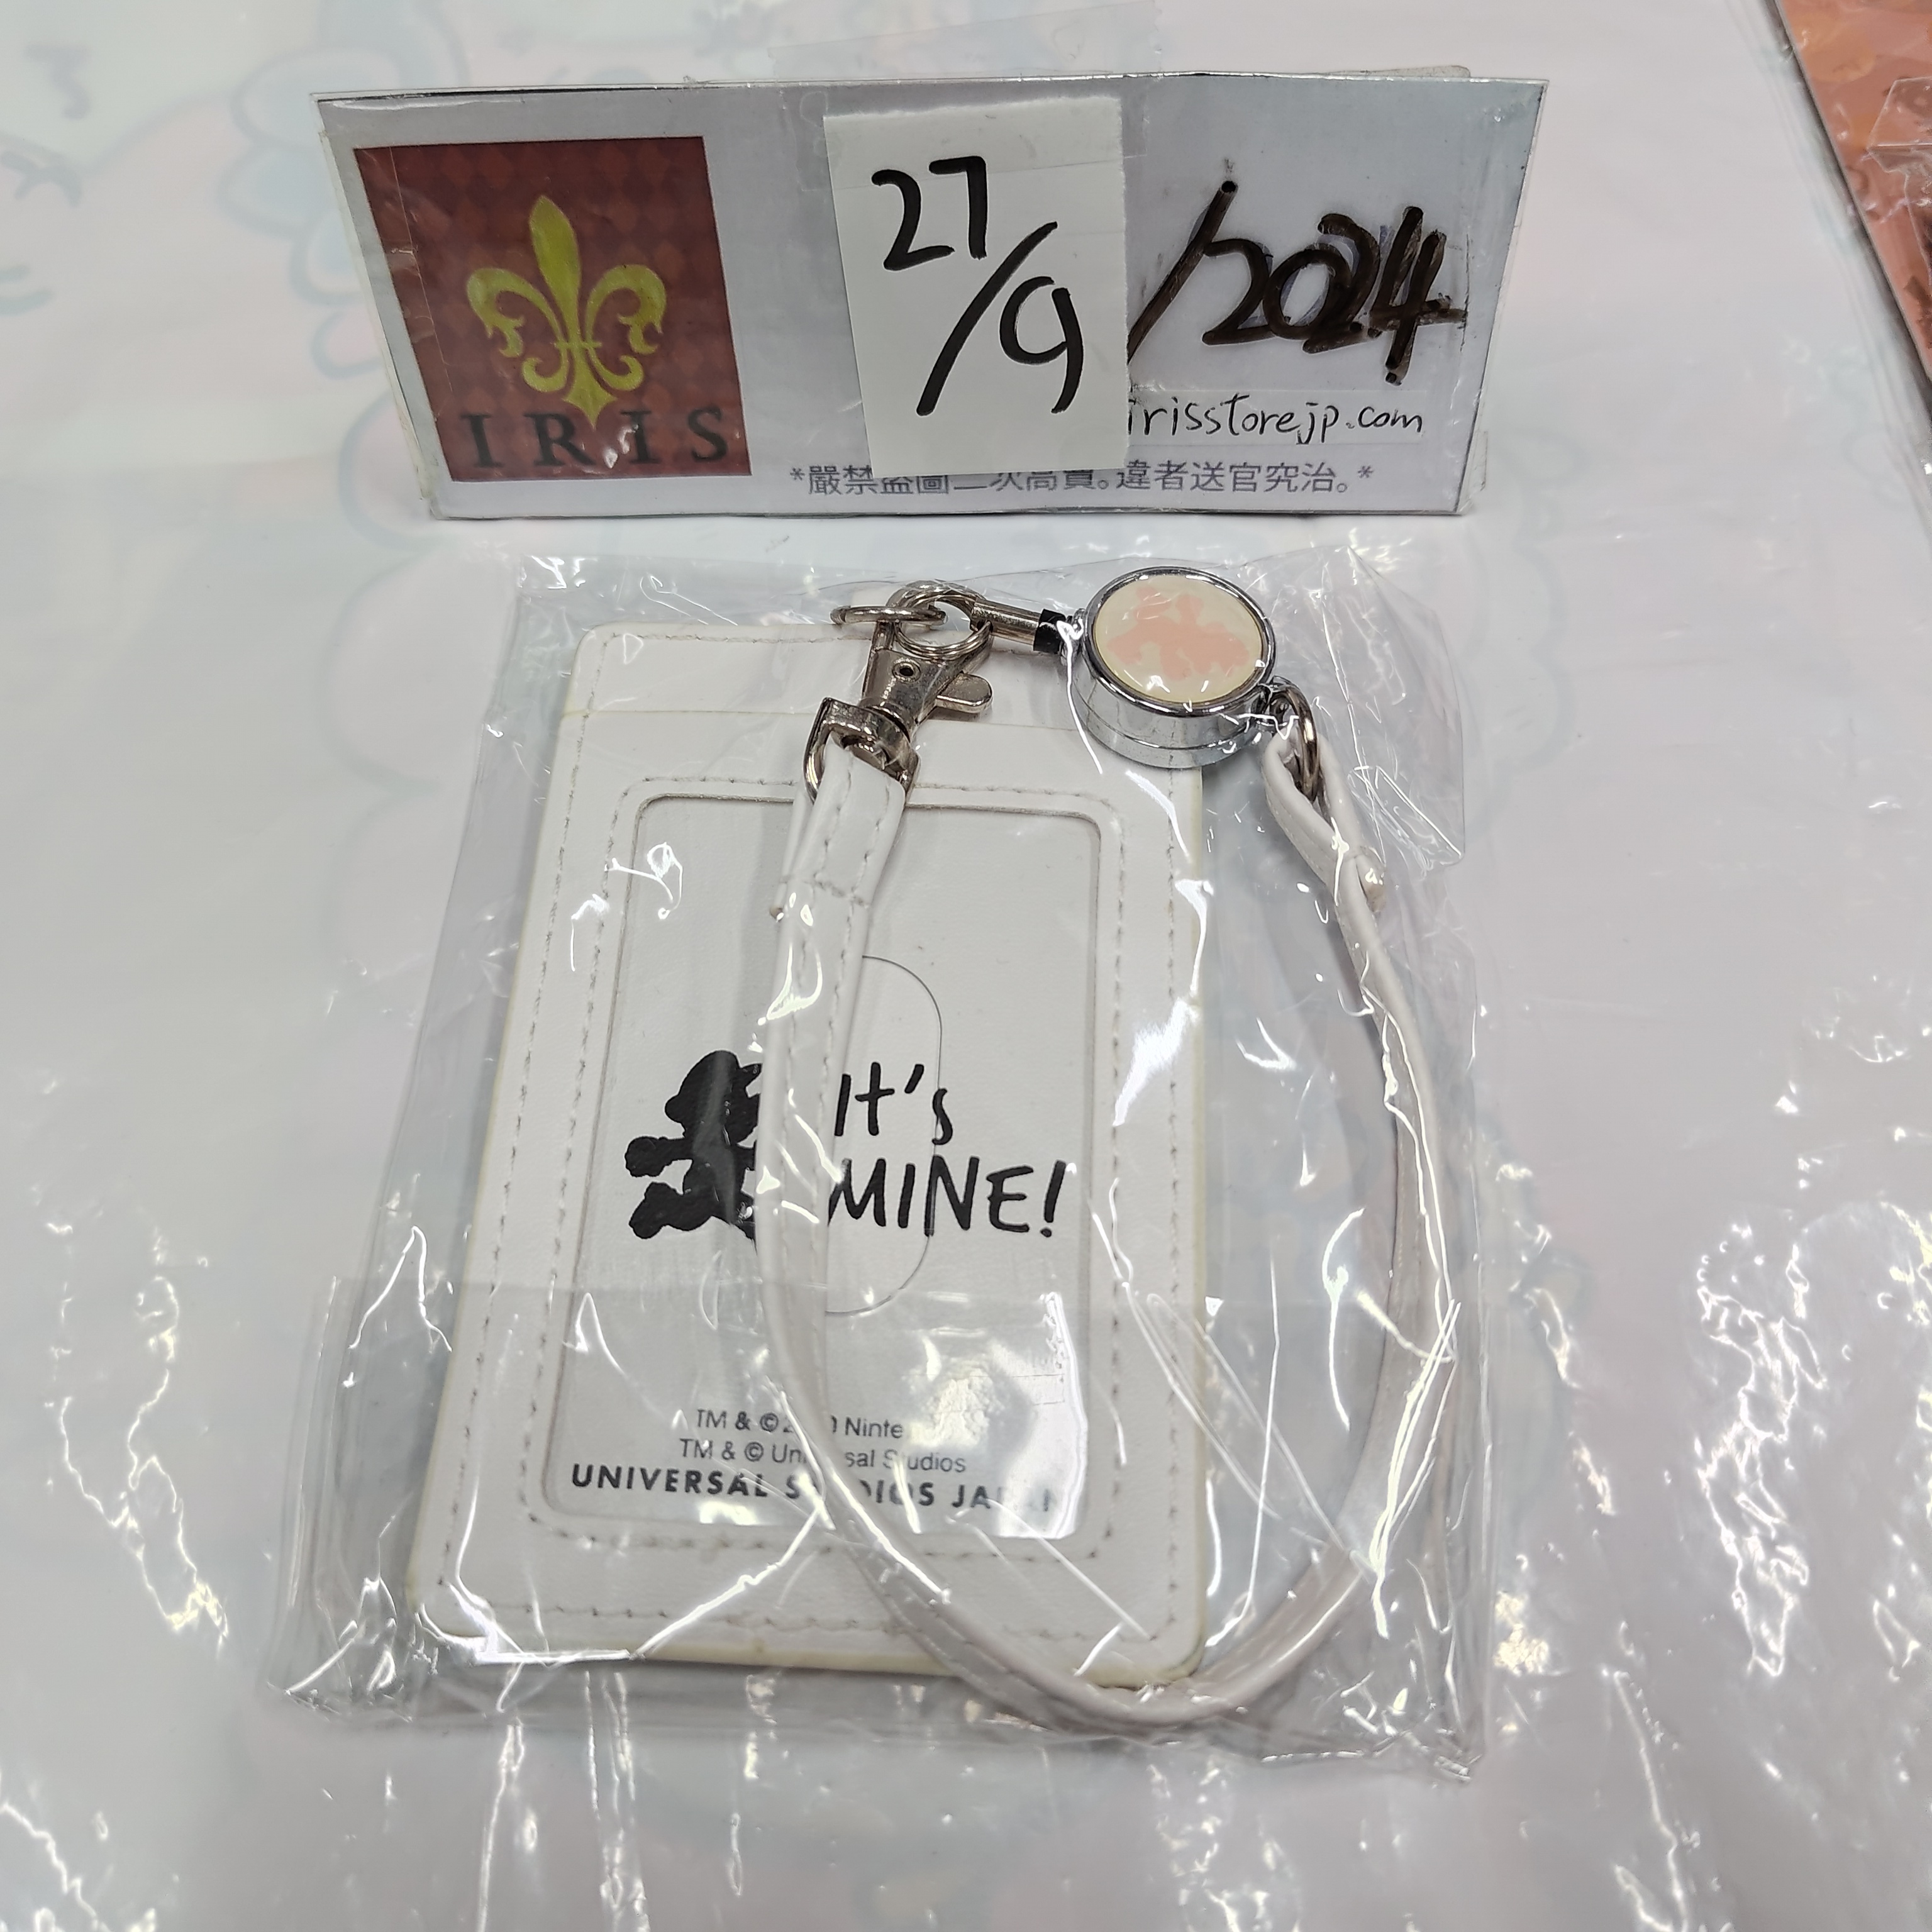 27/9/2024
IRIS
irisstorejp.com
*嚴禁盜圖二次高賣。違者送官究治。*
It's
MINE!
TM & ©
TM & © Studios
UNIVERSAL